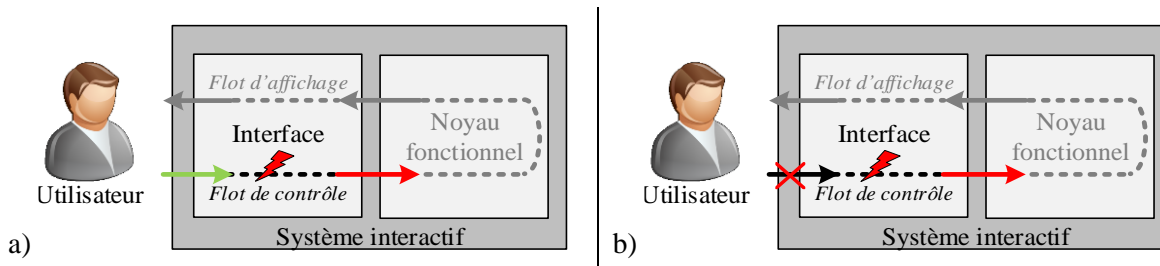 Flot d'affichage
Interface
Noyau
fonctionnel
Utilisateur
Flot de contrôle
Système interactif
a)
Flot d'affichage
Interface
Noyau
fonctionnel
Utilisateur
Flot de contrôle
Système interactif
b)